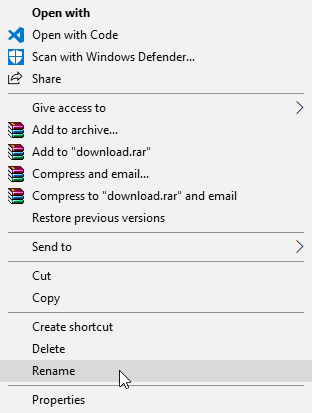 Open with
Open with Code
Scan with Windows Defender...
Share
Give access to
Add to archive...
Add to "download.rar"
Compress and email...
Compress to "download.rar" and email
Restore previous versions
Send to
Cut
Copy
Create shortcut
Delete
Rename
Properties